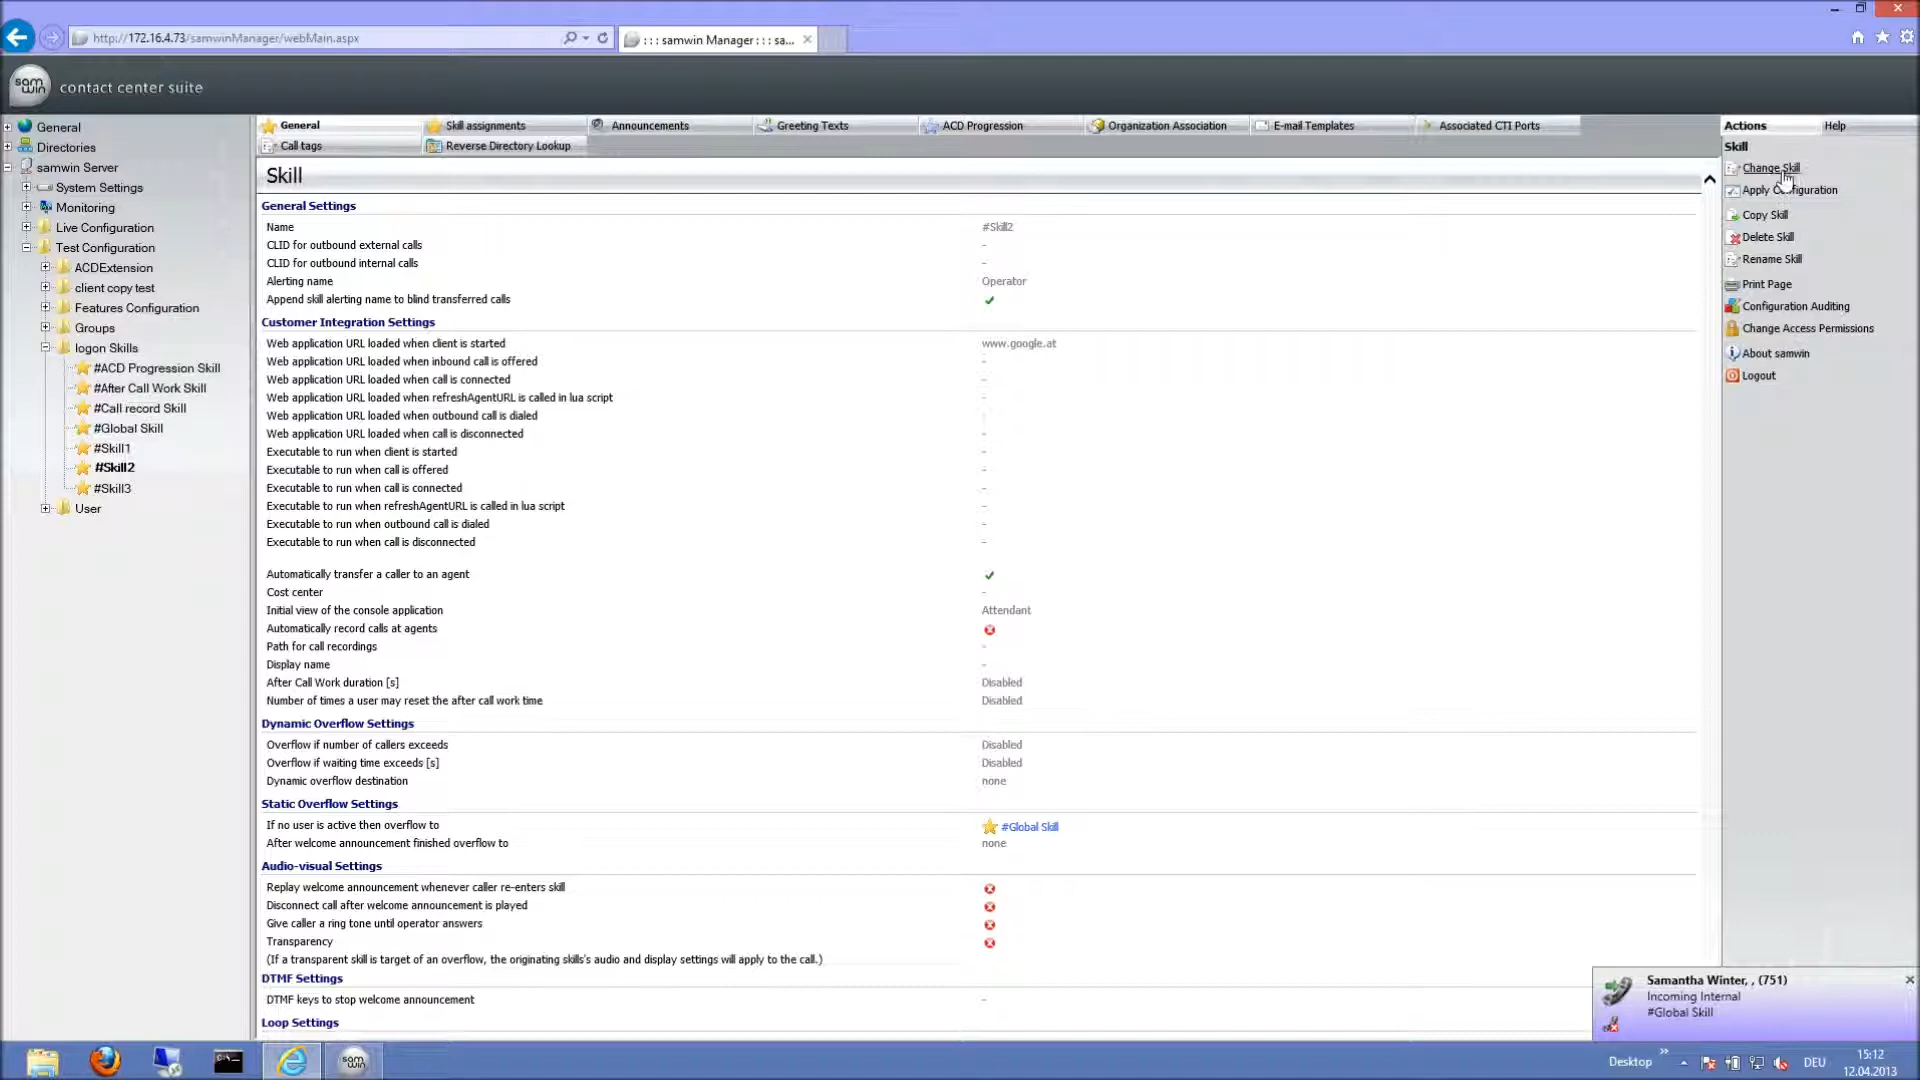 http://172.16.4.73/samwinManager/webMain.aspx
: : : samwin Manager : : : sa...
sam win
contact center suite
General
Directories
samwin Server
System Settings
Monitoring
Live Configuration
Test Configuration
ACDExtension
client copy test
Features Configuration
Groups
logon Skills
#ACD Progression Skill
#After Call Work Skill
#Call record Skill
#Global Skill
#Skill1
#Skill2
#Skill3
User
General
Skill assignments
Announcements
Greeting Texts
ACD Progression
Organization Association
E-mail Templates
Associated CTI Ports
Call tags
Reverse Directory Lookup
Skill
General Settings
Name #Skill2
CLID for outbound external calls -
CLID for outbound internal calls -
Alerting name Operator
Append skill alerting name to blind transferred calls
Customer Integration Settings
Web application URL loaded when client is started www.google.at
Web application URL loaded when inbound call is offered -
Web application URL loaded when call is connected -
Web application URL loaded when refreshAgentURL is called in lua script -
Web application URL loaded when outbound call is dialed
Web application URL loaded when call is disconnected -
Executable to run when client is started -
Executable to run when call is offered -
Executable to run when call is connected -
Executable to run when refreshAgentURL is called in lua script -
Executable to run when outbound call is dialed -
Executable to run when call is disconnected -
Automatically transfer a caller to an agent
Cost center -
Initial view of the console application Attendant
Automatically record calls at agents
Path for call recordings -
Display name -
After Call Work duration [s] Disabled
Number of times a user may reset the after call work time Disabled
Dynamic Overflow Settings
Overflow if number of callers exceeds Disabled
Overflow if waiting time exceeds [s] Disabled
Dynamic overflow destination none
Static Overflow Settings
If no user is active then overflow to #Global Skill
After welcome announcement finished overflow to none
Audio-visual Settings
Replay welcome announcement whenever caller re-enters skill
Disconnect call after welcome announcement is played
Give caller a ring tone until operator answers
Transparency
(If a transparent skill is target of an overflow, the originating skills's audio and display settings will apply to the call.)
DTMF Settings
DTMF keys to stop welcome announcement -
Loop Settings
Actions
Help
Skill
Change Skill
Apply Configuration
Copy Skill
Delete Skill
Rename Skill
Print Page
Configuration Auditing
Change Access Permissions
About samwin
Logout
Samantha Winter, , (751)
Incoming Internal
#Global Skill
sam win
Desktop
DEU
15:12
12.04.2013